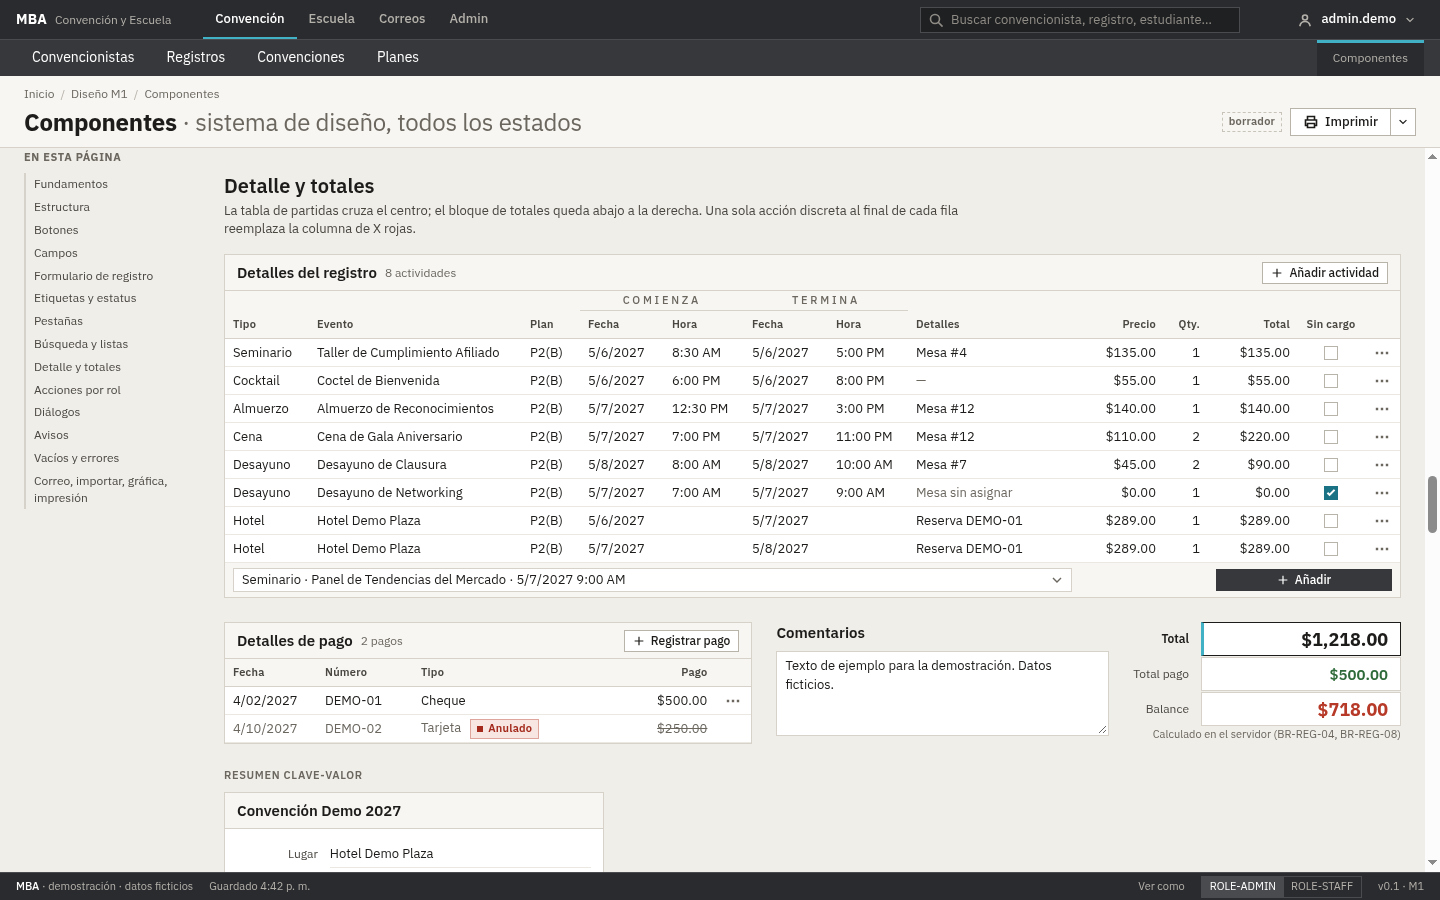 MBA Convención y Escuela Convención Escuela Correos Admin Buscar convencionista, registro, estudiante... admin.demo
Convencionistas Registros Convenciones Planes Componentes
Inicio / Diseño M1 / Componentes
Componentes · sistema de diseño, todos los estados borrador Imprimir
EN ESTA PÁGINA
Fundamentos
Estructura
Botones
Campos
Formulario de registro
Etiquetas y estatus
Pestañas
Búsqueda y listas
Detalle y totales
Acciones por rol
Diálogos
Avisos
Vacíos y errores
Correo, importar, gráfica,
impresión
Detalle y totales
La tabla de partidas cruza el centro; el bloque de totales queda abajo a la derecha. Una sola acción discreta al final de cada fila
reemplaza la columna de X rojas.
Detalles del registro 8 actividades + Añadir actividad
COMIENZA TERMINA
Tipo Evento Plan Fecha Hora Fecha Hora Detalles Precio Qty. Total Sin cargo
Seminario Taller de Cumplimiento Afiliado P2(B) 5/6/2027 8:30 AM 5/6/2027 5:00 PM Mesa #4 $135.00 1 $135.00 ···
Cocktail Coctel de Bienvenida P2(B) 5/6/2027 6:00 PM 5/6/2027 8:00 PM — $55.00 1 $55.00 ···
Almuerzo Almuerzo de Reconocimientos P2(B) 5/7/2027 12:30 PM 5/7/2027 3:00 PM Mesa #12 $140.00 1 $140.00 ···
Cena Cena de Gala Aniversario P2(B) 5/7/2027 7:00 PM 5/7/2027 11:00 PM Mesa #12 $110.00 2 $220.00 ···
Desayuno Desayuno de Clausura P2(B) 5/8/2027 8:00 AM 5/8/2027 10:00 AM Mesa #7 $45.00 2 $90.00 ···
Desayuno Desayuno de Networking P2(B) 5/7/2027 7:00 AM 5/7/2027 9:00 AM Mesa sin asignar $0.00 1 $0.00 ···
Hotel Hotel Demo Plaza P2(B) 5/6/2027 5/7/2027 Reserva DEMO-01 $289.00 1 $289.00 ···
Hotel Hotel Demo Plaza P2(B) 5/7/2027 5/8/2027 Reserva DEMO-01 $289.00 1 $289.00 ···
Seminario · Panel de Tendencias del Mercado · 5/7/2027 9:00 AM + Añadir
Detalles de pago 2 pagos + Registrar pago
Fecha Número Tipo Pago
4/02/2027 DEMO-01 Cheque $500.00 ···
4/10/2027 DEMO-02 Tarjeta Anulado $250.00
Comentarios
Texto de ejemplo para la demostración. Datos
ficticios.
Total $1,218.00
Total pago $500.00
Balance $718.00
Calculado en el servidor (BR-REG-04, BR-REG-08)
RESUMEN CLAVE-VALOR
Convención Demo 2027
Lugar Hotel Demo Plaza
MBA · demostración · datos ficticios Guardado 4:42 p. m. Ver como ROLE-ADMIN ROLE-STAFF v0.1 · M1